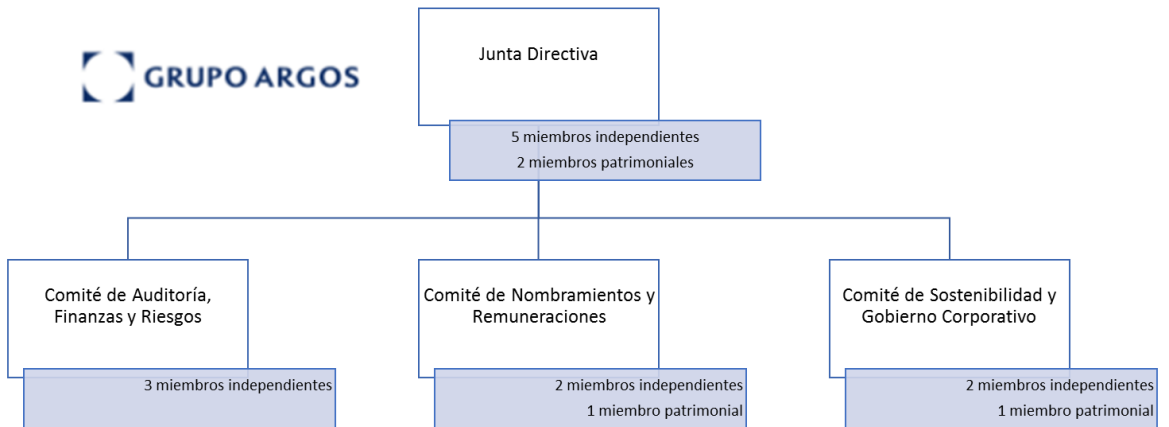 GRUPO ARGOS
Junta Directiva
5 miembros independientes
2 miembros patrimoniales
Comité de Auditoría,
Finanzas y Riesgos
3 miembros independientes
Comité de Nombramientos y
Remuneraciones
2 miembros independientes
1 miembro patrimonial
Comité de Sostenibilidad y
Gobierno Corporativo
2 miembros independientes
1 miembro patrimonial